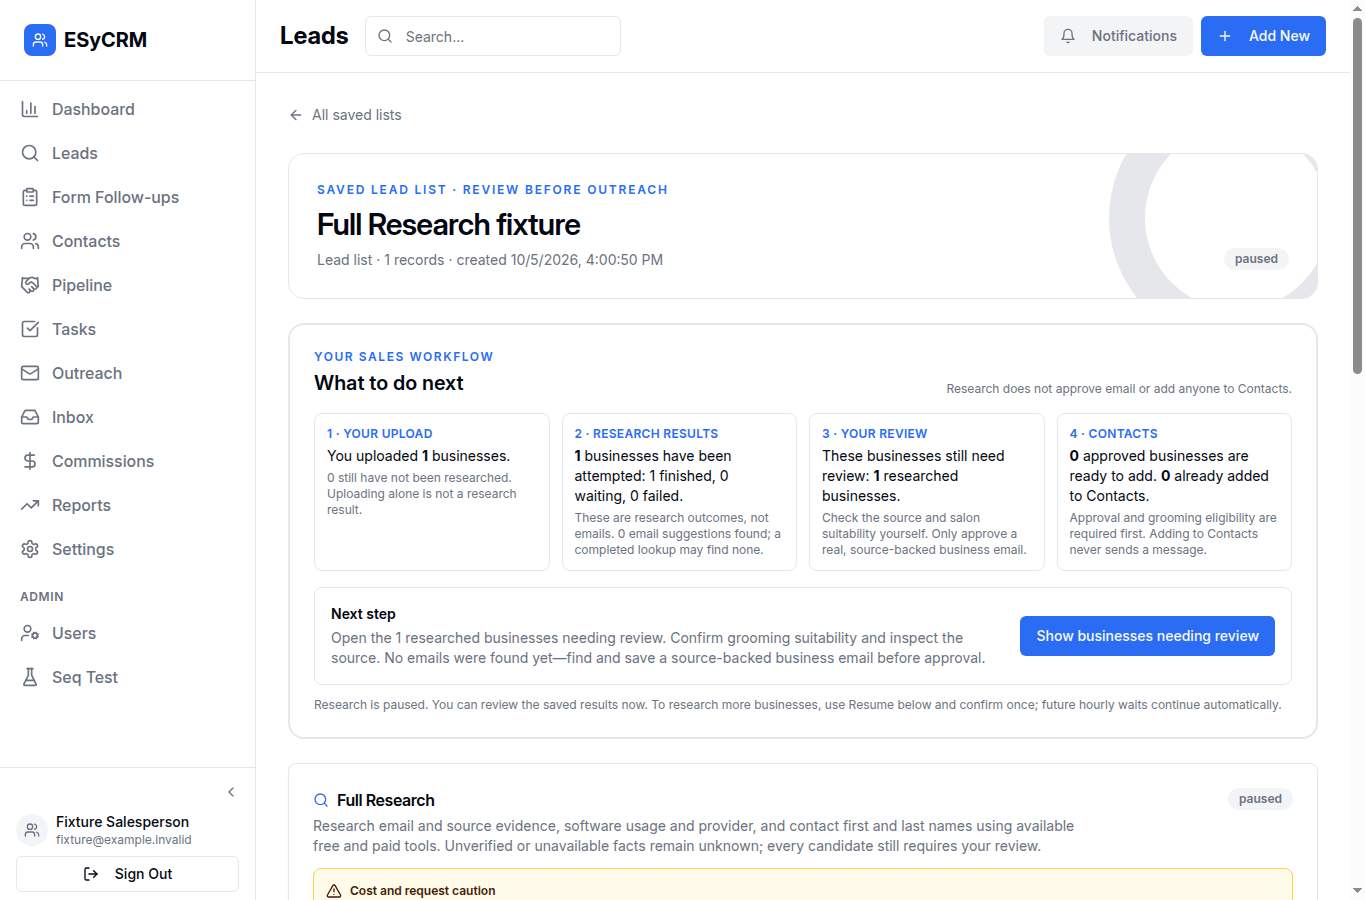 ESyCRM
Leads
Search...
Notifications
Add New
Dashboard
Leads
Form Follow-ups
Contacts
Pipeline
Tasks
Outreach
Inbox
Commissions
Reports
Settings
ADMIN
Users
Seq Test
Fixture Salesperson
fixture@example.invalid
Sign Out
All saved lists
SAVED LEAD LIST · REVIEW BEFORE OUTREACH
Full Research fixture
Lead list · 1 records · created 10/5/2026, 4:00:50 PM
paused
YOUR SALES WORKFLOW
What to do next
Research does not approve email or add anyone to Contacts.
1 · YOUR UPLOAD
You uploaded 1 businesses.
0 still have not been researched.
Uploading alone is not a research
result.
2 · RESEARCH RESULTS
1 businesses have been
attempted: 1 finished, 0
waiting, 0 failed.
These are research outcomes, not
emails. 0 email suggestions found; a
completed lookup may find none.
3 · YOUR REVIEW
These businesses still need
review: 1 researched
businesses.
Check the source and salon
suitability yourself. Only approve a
real, source-backed business email.
4 · CONTACTS
0 approved businesses are
ready to add. 0 already added
to Contacts.
Approval and grooming eligibility are
required first. Adding to Contacts
never sends a message.
Next step
Open the 1 researched businesses needing review. Confirm grooming suitability and inspect the
source. No emails were found yet—find and save a source-backed business email before approval.
Show businesses needing review
Research is paused. You can review the saved results now. To research more businesses, use Resume below and confirm once; future hourly waits continue automatically.
Full Research
paused
Research email and source evidence, software usage and provider, and contact first and last names using available
free and paid tools. Unverified or unavailable facts remain unknown; every candidate still requires your review.
Cost and request caution